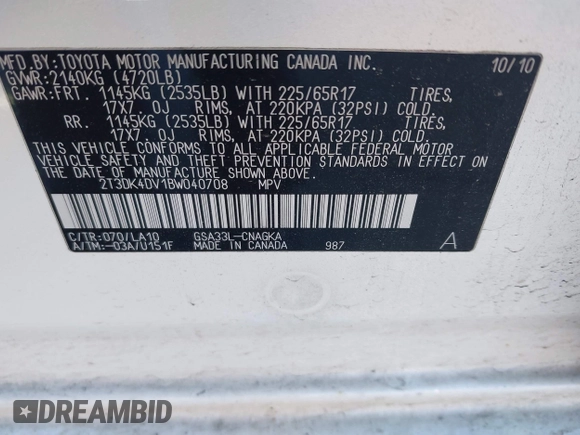 MFD.BY:TOYOTA MOTOR MANUFACTURING CANADA INC. 10/10
GVWR:2140KG (4720LB)
GAWR:FRT. 1145KG (2535LB) WITH 225/65R17 TIRES,
17X7.0J RIMS, AT 220KPA (32PSI) COLD.
RR. 1145KG (2535LB) WITH 225/65R17 TIRES,
17X7.0J RIMS, AT 220KPA (32PSI) COLD.
THIS VEHICLE CONFORMS TO ALL APPLICABLE FEDERAL MOTOR
VEHICLE SAFETY AND THEFT PREVENTION STANDARDS IN EFFECT ON
THE DATE OF MANUFACTURE SHOWN ABOVE.
2T3DK4DV1BW040708 MPV
C/TR:070/LA10 GSA33L-CNAGKA
A/TM:-03A/U151F MADE IN CANADA 987 A
DREAMBID